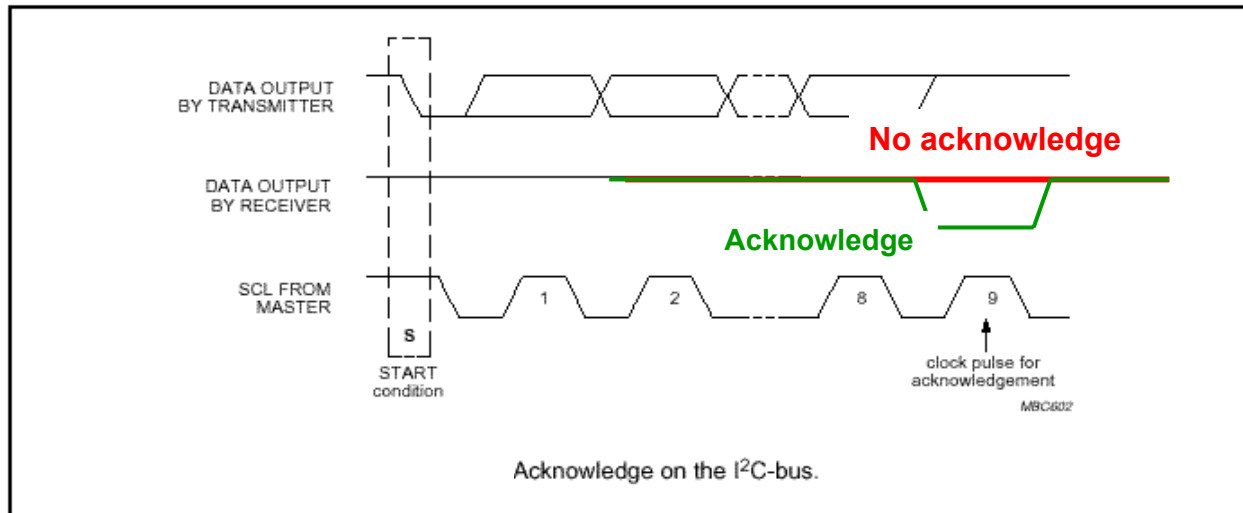 DATA OUTPUT
BY TRANSMITTER
No acknowledge
DATA OUTPUT
BY RECEIVER
Acknowledge
SCL FROM
MASTER
1
2
8
9
S
START
condition
clock pulse for
acknowledgement
MBC602
Acknowledge on the I²C-bus.